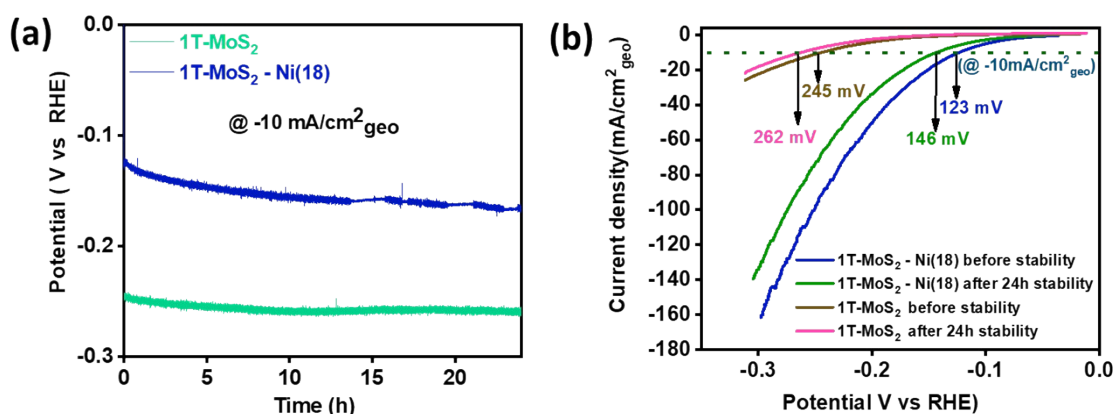 (a)
0.0
-0.1
-0.2
-0.3
Potential ( V vs RHE)
1T-MoS₂
1T-MoS₂ - Ni(18)
@ -10 mA/cm²geo
0
5
10
15
20
Time (h)
(b)
0
-20
-40
-60
-80
-100
-120
-140
-160
-180
Current density(mA/cm²geo)
(@ -10mA/cm²geo)
245 mV
123 mV
262 mV
146 mV
1T-MoS₂ - Ni(18) before stability
1T-MoS₂ - Ni(18) after 24h stability
1T-MoS₂ before stability
1T-MoS₂ after 24h stability
-0.3
-0.2
-0.1
0.0
Potential V vs RHE)